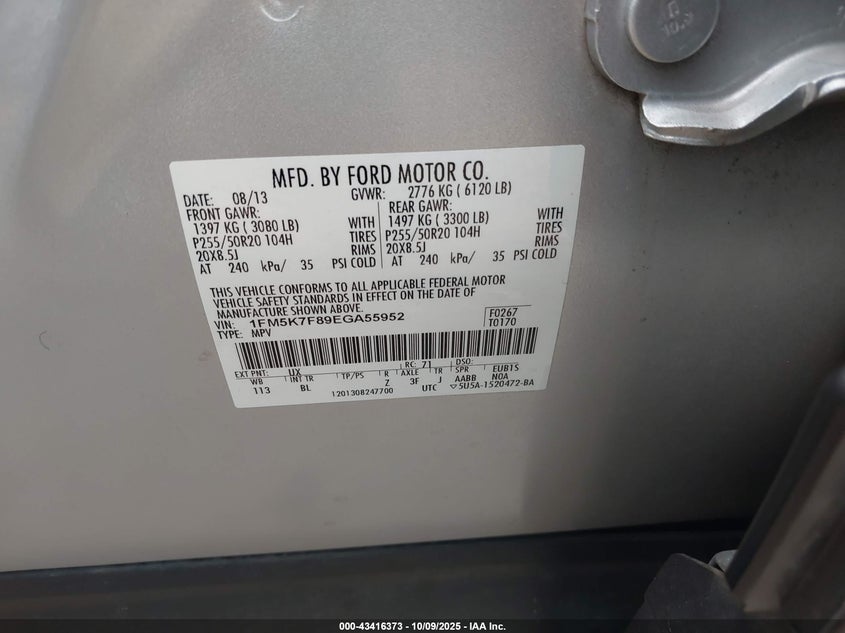 10.9
MFD. BY FORD MOTOR CO.
DATE: 08/13 GVWR: 2776 KG ( 6120 LB)
FRONT GAWR: REAR GAWR:
1397 KG ( 3080 LB) WITH 1497 KG ( 3300 LB) WITH
P255/50R20 104H TIRES P255/50R20 104H TIRES
20X8.5J RIMS 20X8.5J RIMS
AT 240 kPa/ 35 PSI COLD AT 240 kPa/ 35 PSI COLD
THIS VEHICLE CONFORMS TO ALL APPLICABLE FEDERAL MOTOR
VEHICLE SAFETY STANDARDS IN EFFECT ON THE DATE OF
MANUFACTURE SHOWN ABOVE.
VIN: 1FM5K7F89EGA55952 F0267
TYPE: MPV T0170
EXT PNT: UX RC: 71 DSO:
WB INT TR TP/PS R AXLE TR SPR EUB1S
113 BL Z 3F J AABB NOA
1201308247700 UTC ▽5U5A-1520472-BA
000-43416373 - 10/09/2025 - IAA Inc.